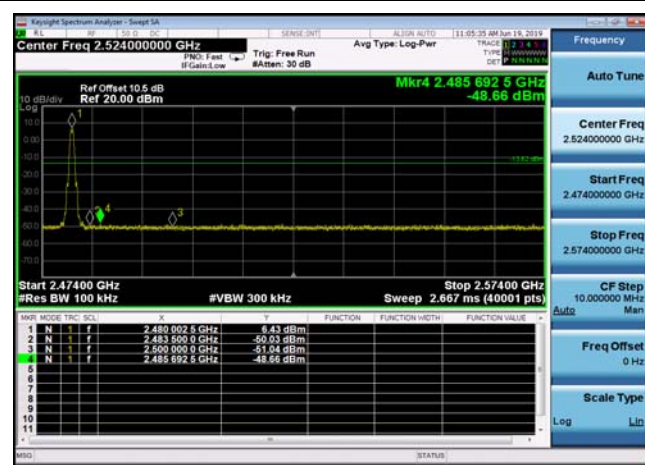 Keysight Spectrum Analyzer - Swept SA
RL RF 50 Ω DC SENSE:INT ALIGN AUTO 11:05:35 AM Jun 19, 2019
Center Freq 2.524000000 GHz
PNO: Fast Trig: Free Run
IFGain:Low #Atten: 30 dB
Avg Type: Log-Pwr
TRACE 1 2 3 4 5 6
TYPE M WWWWW
DET P N N N N N
Mkr4 2.485 692 5 GHz
-48.66 dBm
Ref Offset 10.5 dB
10 dB/div Ref 20.00 dBm
Log
10.0
0.00
-10.0
-20.0
-30.0
-40.0
-50.0
-60.0
-70.0
1
4
3
-13.62 dBm
Start 2.47400 GHz Stop 2.57400 GHz
#Res BW 100 kHz #VBW 300 kHz Sweep 2.667 ms (40001 pts)
MKR MODE TRC SCL X Y FUNCTION FUNCTION WIDTH FUNCTION VALUE
1 N 1 f 2.480 002 5 GHz 6.43 dBm
2 N 1 f 2.483 500 0 GHz -50.03 dBm
3 N 1 f 2.500 000 0 GHz -51.04 dBm
4 N 1 f 2.485 692 5 GHz -48.66 dBm
5
6
7
8
9
10
11
MSG STATUS
Frequency
Auto Tune
Center Freq
2.524000000 GHz
Start Freq
2.474000000 GHz
Stop Freq
2.574000000 GHz
CF Step
10.000000 MHz
Auto Man
Freq Offset
0 Hz
Scale Type
Log Lin